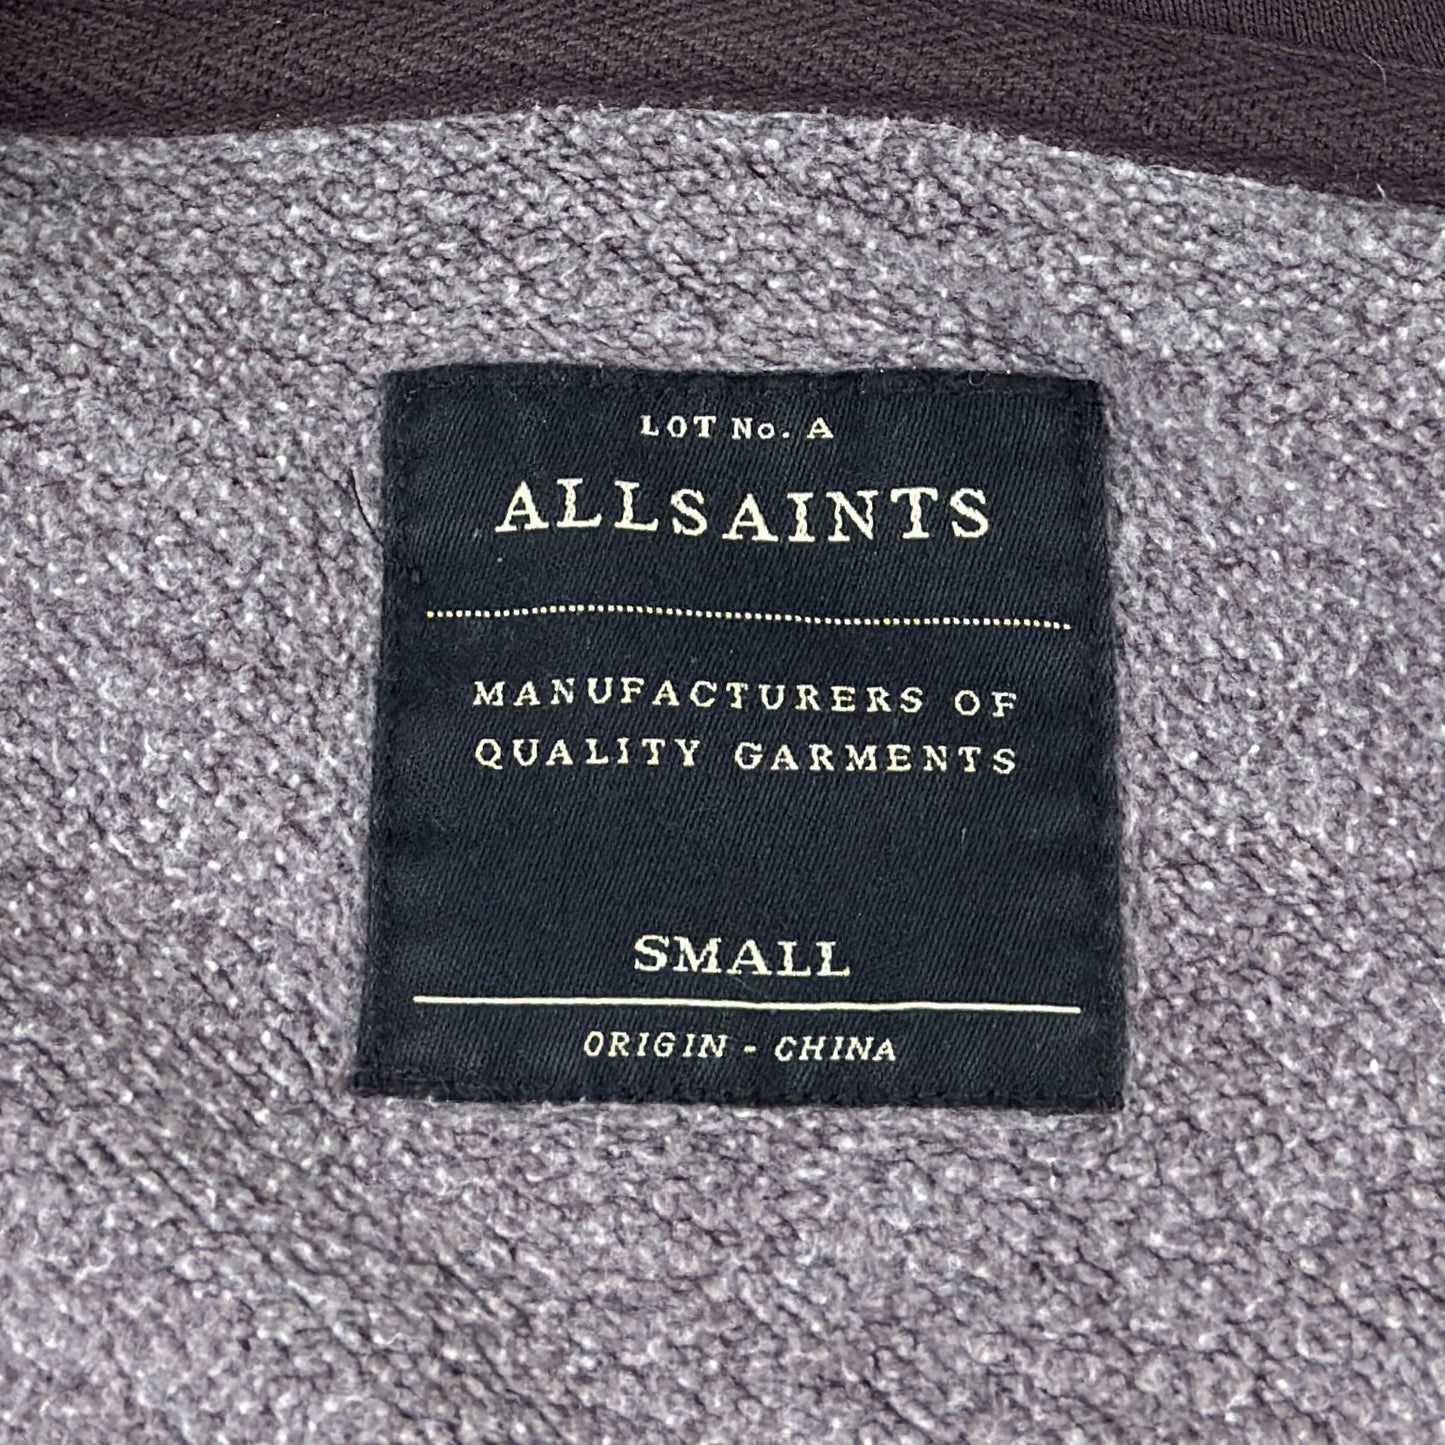 LOT No. A
ALLSAINTS
MANUFACTURERS OF
QUALITY GARMENTS
SMALL
ORIGIN - CHINA